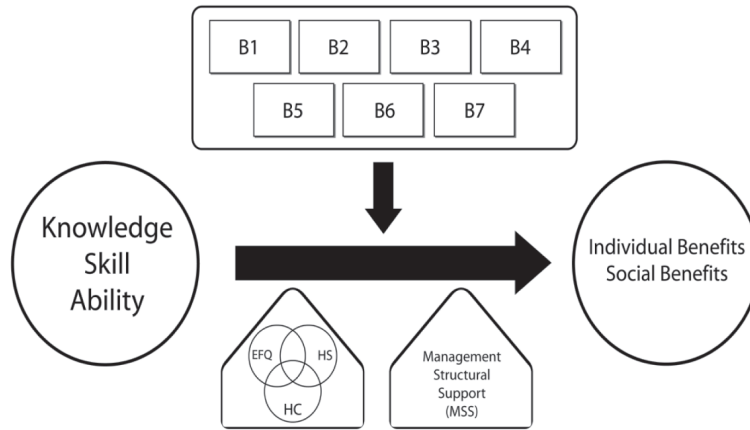 B1
B2
B3
B4
B5
B6
B7
Knowledge
Skill
Ability
Individual Benefits
Social Benefits
EFQ
HS
HC
Management
Structural
Support
(MSS)